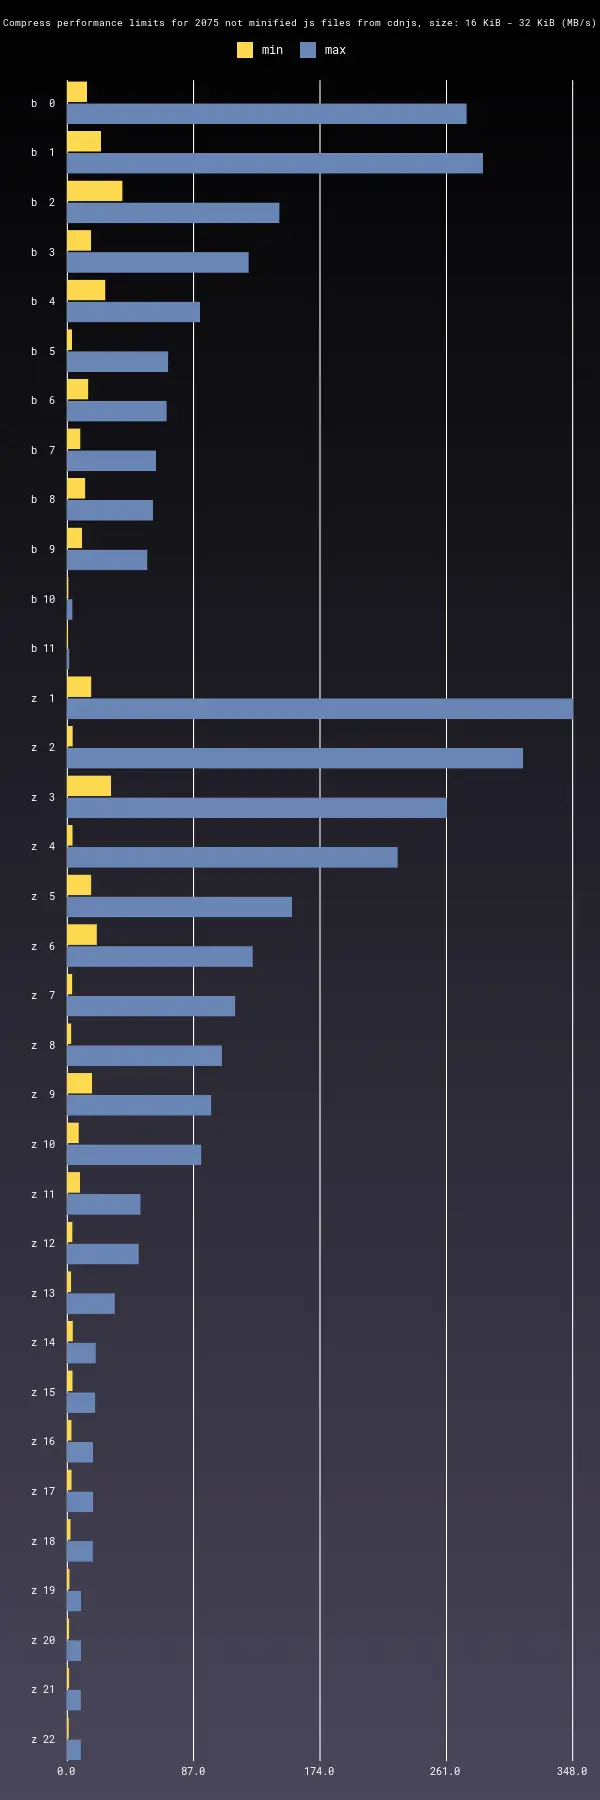 Compress performance limits for 2075 not minified js files from cdnjs, size: 16 KiB - 32 KiB (MB/s)
min max
b 0
b 1
b 2
b 3
b 4
b 5
b 6
b 7
b 8
b 9
b 10
b 11
z 1
z 2
z 3
z 4
z 5
z 6
z 7
z 8
z 9
z 10
z 11
z 12
z 13
z 14
z 15
z 16
z 17
z 18
z 19
z 20
z 21
z 22
0.0 87.0 174.0 261.0 348.0